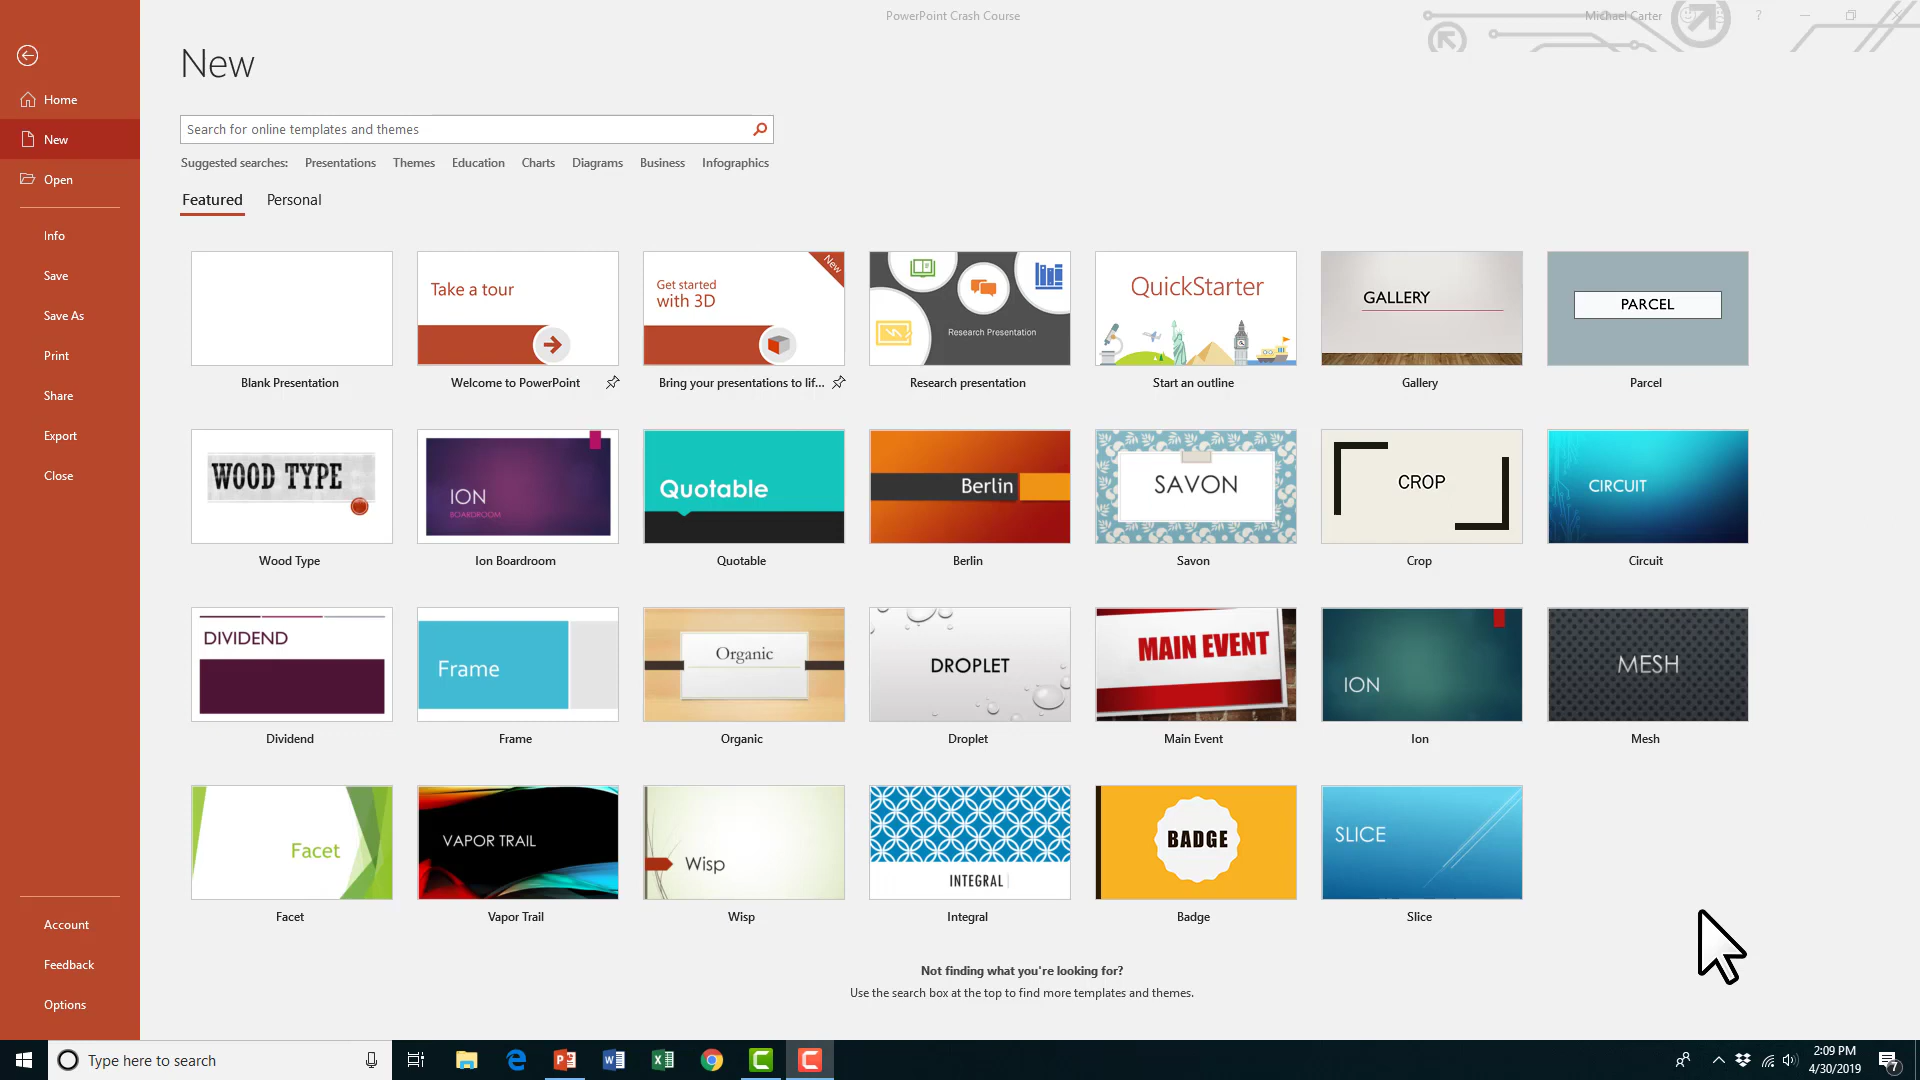 PowerPoint Crash Course
Michael Carter
?
New
Home
New
Open
Info
Save
Save As
Print
Share
Export
Close
Account
Feedback
Options
Search for online templates and themes
Suggested searches: Presentations Themes Education Charts Diagrams Business Infographics
Featured Personal
Take a tour
Get started
with 3D
New
Research Presentation
QuickStarter
GALLERY
PARCEL
Blank Presentation
Welcome to PowerPoint
Bring your presentations to lif...
Research presentation
Start an outline
Gallery
Parcel
WOOD TYPE
ION
BOARDROOM
Quotable
Berlin
SAVON
CROP
CIRCUIT
Wood Type
Ion Boardroom
Quotable
Berlin
Savon
Crop
Circuit
DIVIDEND
Frame
Organic
DROPLET
MAIN EVENT
ION
MESH
Dividend
Frame
Organic
Droplet
Main Event
Ion
Mesh
Facet
VAPOR TRAIL
Wisp
INTEGRAL
BADGE
SLICE
Facet
Vapor Trail
Wisp
Integral
Badge
Slice
Not finding what you're looking for?
Use the search box at the top to find more templates and themes.
Type here to search
2:09 PM
4/30/2019
7